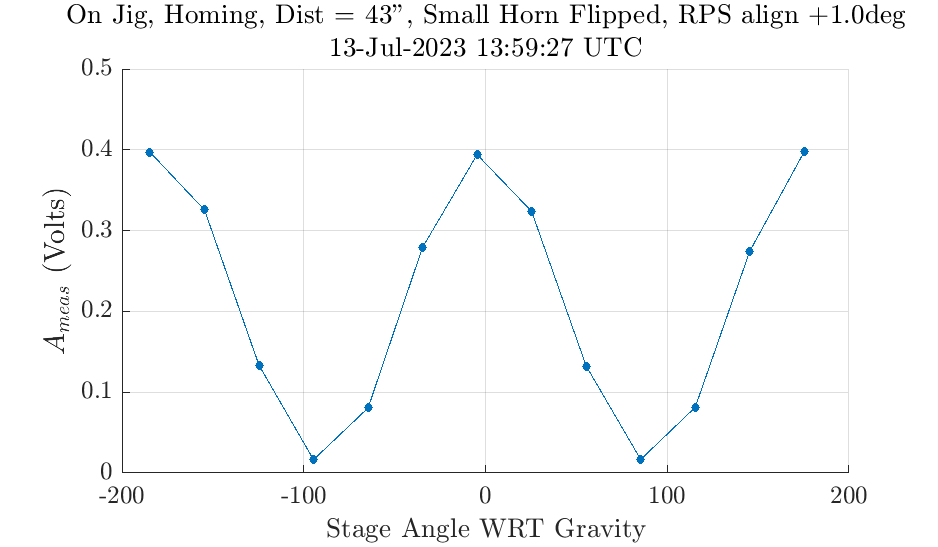 On Jig, Homing, Dist = 43”, Small Horn Flipped, RPS align +1.0deg
13-Jul-2023 13:59:27 UTC
0.5
0.4
0.3
0.2
0.1
0
A_meas (Volts)
-200
-100
0
100
200
Stage Angle WRT Gravity